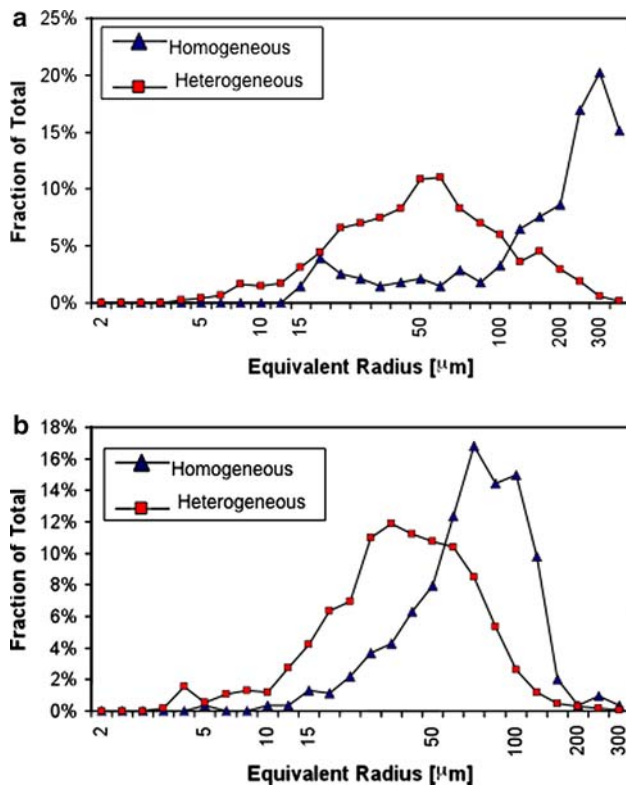 a
25%
20%
15%
10%
5%
0%
Fraction of Total
Homogeneous
Heterogeneous
2 5 10 15 50 100 200 300
Equivalent Radius [μm]
b
18%
16%
14%
12%
10%
8%
6%
4%
2%
0%
Fraction of Total
Homogeneous
Heterogeneous
2 5 10 15 50 100 200 300
Equivalent Radius [μm]